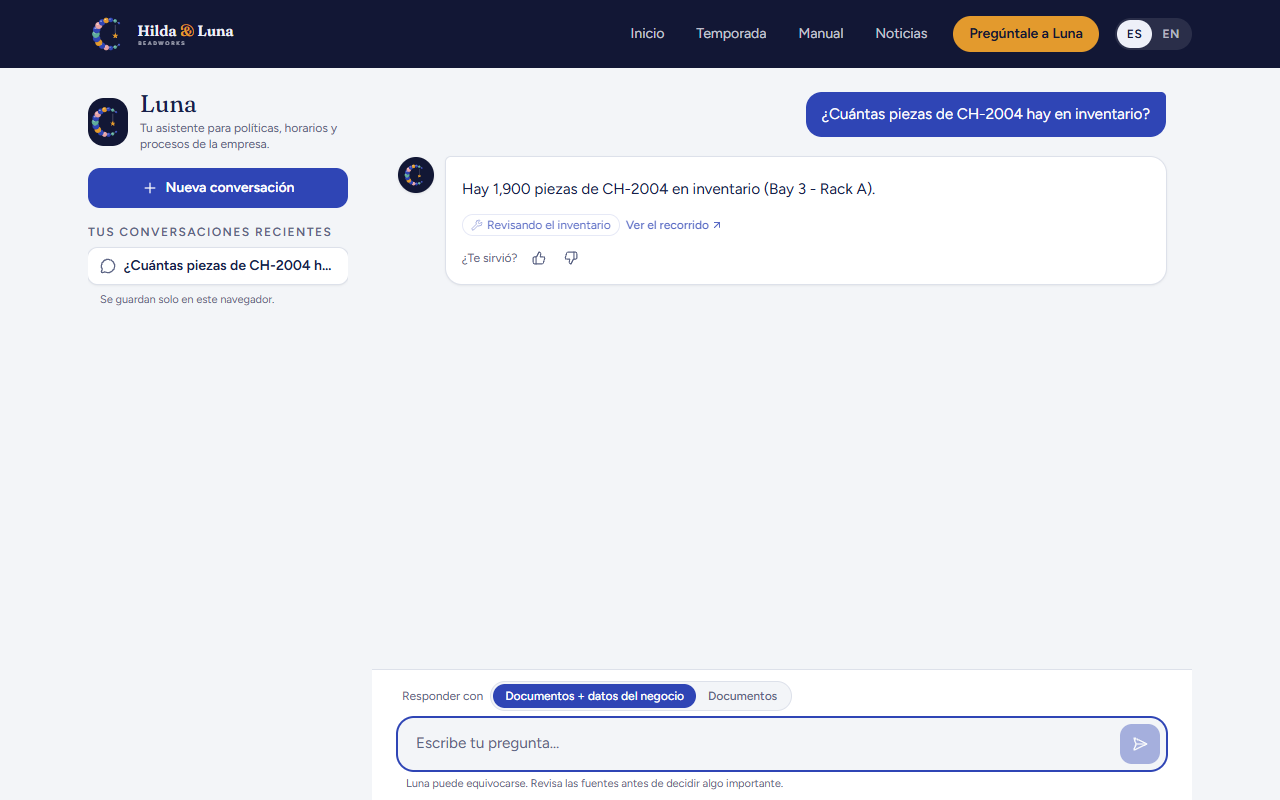 Hilda & Luna
BEADWORKS
Inicio
Temporada
Manual
Noticias
Pregúntale a Luna
ES
EN
Luna
Tu asistente para políticas, horarios y
procesos de la empresa.
Nueva conversación
TUS CONVERSACIONES RECIENTES
¿Cuántas piezas de CH-2004 h...
Se guardan solo en este navegador.
¿Cuántas piezas de CH-2004 hay en inventario?
Hay 1,900 piezas de CH-2004 en inventario (Bay 3 - Rack A).
Revisando el inventario Ver el recorrido
¿Te sirvió?
Responder con Documentos + datos del negocio Documentos
Escribe tu pregunta...
Luna puede equivocarse. Revisa las fuentes antes de decidir algo importante.